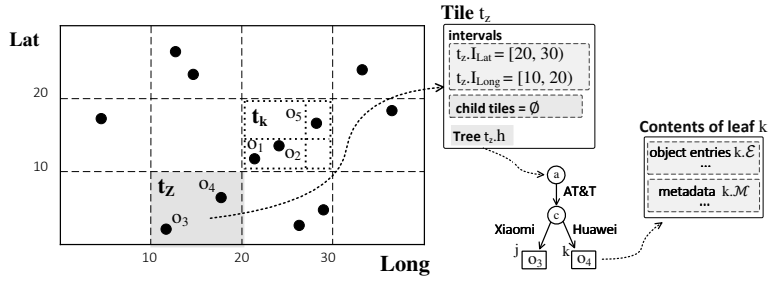 Lat
20
10
10
20
30
Long
t_k
o_5
o_1
o_2
t_Z
o_4
o_3
Tile t_z
intervals
t_z.I_Lat = [20, 30)
t_z.I_Long = [10, 20)
child tiles = ∅
Tree t_z.h
a
AT&T
c
Xiaomi
Huawei
j
o_3
k
o_4
Contents of leaf k
object entries k.ℰ
...
metadata k.ℳ
...